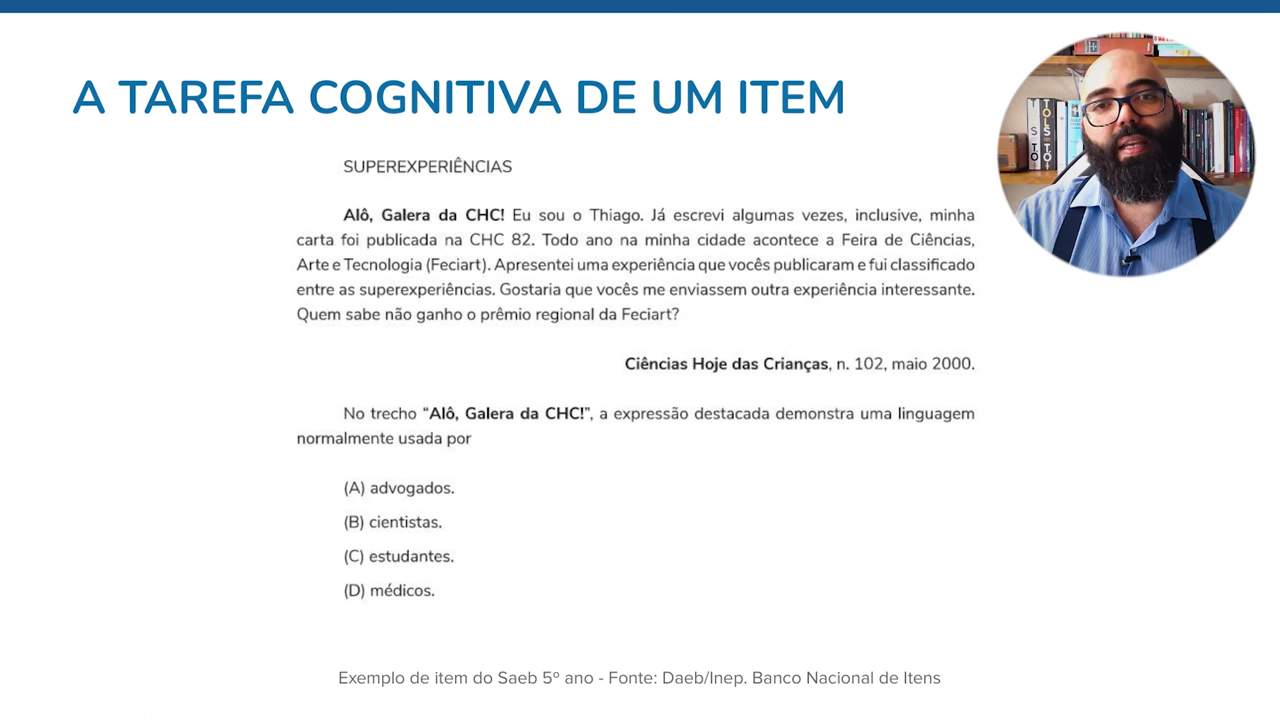 A TAREFA COGNITIVA DE UM ITEM
SUPEREXPERIÊNCIAS
Alô, Galera da CHC! Eu sou o Thiago. Já escrevi algumas vezes, inclusive, minha
carta foi publicada na CHC 82. Todo ano na minha cidade acontece a Feira de Ciências,
Arte e Tecnologia (Feciart). Apresentei uma experiência que vocês publicaram e fui classificado
entre as superexperiências. Gostaria que vocês me enviassem outra experiência interessante.
Quem sabe não ganho o prêmio regional da Feciart?
Ciências Hoje das Crianças, n. 102, maio 2000.
No trecho “Alô, Galera da CHC!”, a expressão destacada demonstra uma linguagem
normalmente usada por
(A) advogados.
(B) cientistas.
(C) estudantes.
(D) médicos.
Exemplo de item do Saeb 5º ano - Fonte: Daeb/Inep. Banco Nacional de Itens